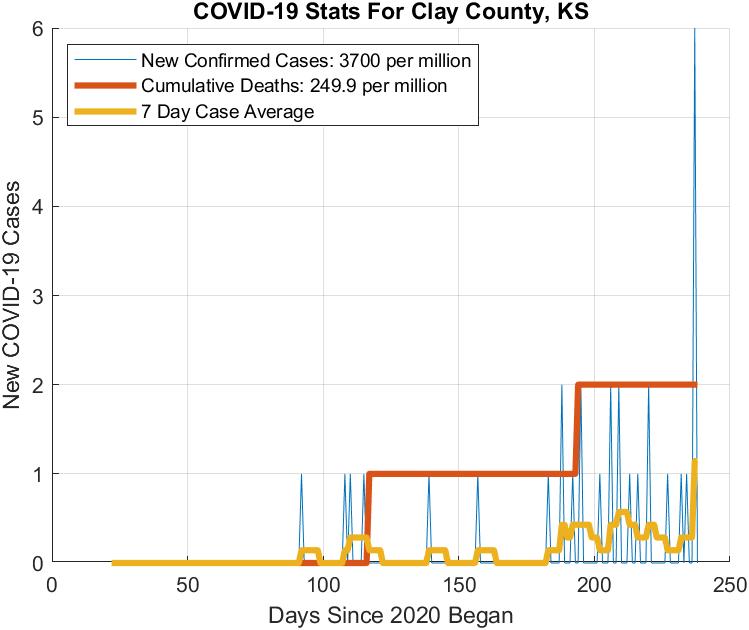 COVID-19 Stats For Clay County, KS
New Confirmed Cases: 3700 per million
Cumulative Deaths: 249.9 per million
7 Day Case Average
New COVID-19 Cases
6
5
4
3
2
1
0
0 50 100 150 200 250
Days Since 2020 Began